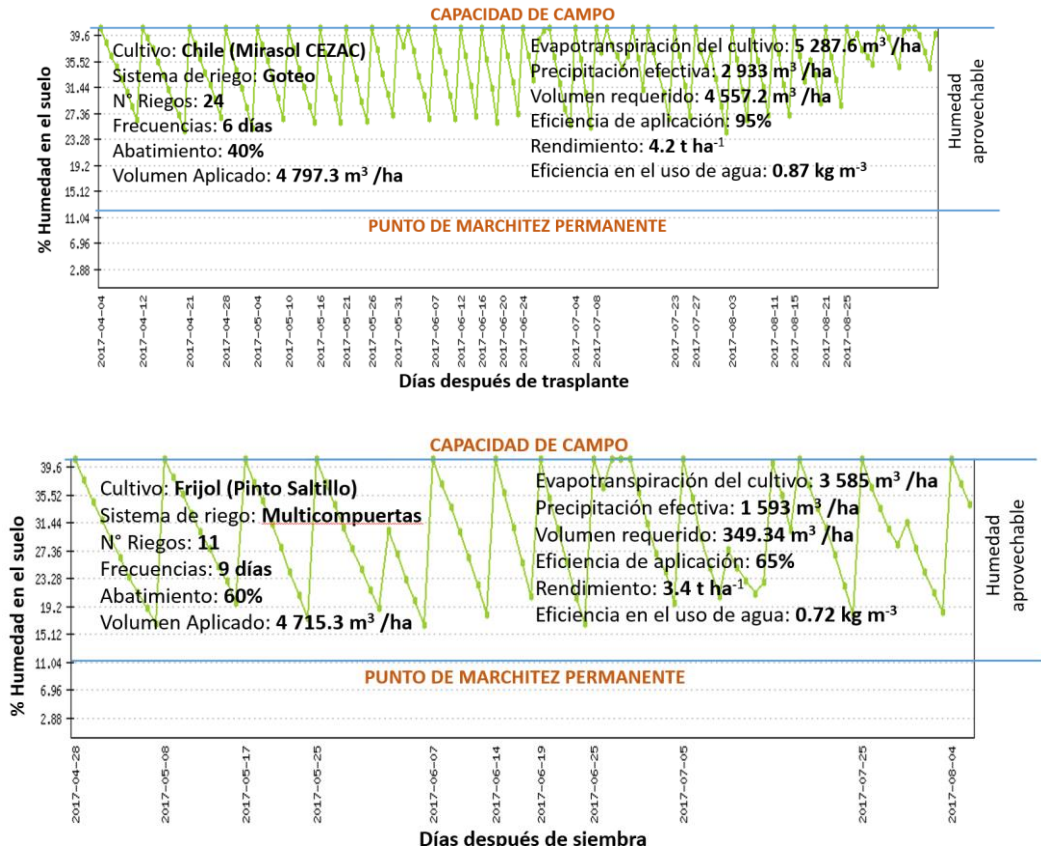 CAPACIDAD DE CAMPO
% Humedad en el suelo
39.6
35.52
31.44
27.36
23.28
19.2
15.12
11.04
6.96
2.88
Cultivo: Chile (Mirasol CEZAC)
Sistema de riego: Goteo
N° Riegos: 24
Frecuencias: 6 días
Abatimiento: 40%
Volumen Aplicado: 4 797.3 m³ /ha
Evapotranspiración del cultivo: 5 287.6 m³ /ha
Precipitación efectiva: 2 933 m³ /ha
Volumen requerido: 4 557.2 m³ /ha
Eficiencia de aplicación: 95%
Rendimiento: 4.2 t ha⁻¹
Eficiencia en el uso de agua: 0.87 kg m⁻³
Humedad
aprovechable
PUNTO DE MARCHITEZ PERMANENTE
2017-04-04
2017-04-12
2017-04-21
2017-04-28
2017-05-04
2017-05-10
2017-05-16
2017-05-21
2017-05-26
2017-05-31
2017-06-07
2017-06-12
2017-06-16
2017-06-20
2017-06-24
2017-07-04
2017-07-08
2017-07-23
2017-07-27
2017-08-03
2017-08-11
2017-08-15
2017-08-21
2017-08-25
Días después de trasplante
CAPACIDAD DE CAMPO
% Humedad en el suelo
39.6
35.52
31.44
27.36
23.28
19.2
15.12
11.04
6.96
2.88
Cultivo: Frijol (Pinto Saltillo)
Sistema de riego: Multicompuertas
N° Riegos: 11
Frecuencias: 9 días
Abatimiento: 60%
Volumen Aplicado: 4 715.3 m³ /ha
Evapotranspiración del cultivo: 3 585 m³ /ha
Precipitación efectiva: 1 593 m³ /ha
Volumen requerido: 349.34 m³ /ha
Eficiencia de aplicación: 65%
Rendimiento: 3.4 t ha⁻¹
Eficiencia en el uso de agua: 0.72 kg m⁻³
Humedad
aprovechable
PUNTO DE MARCHITEZ PERMANENTE
2017-04-28
2017-05-08
2017-05-17
2017-05-25
2017-06-07
2017-06-14
2017-06-19
2017-06-25
2017-07-05
2017-07-25
2017-08-04
Días después de siembra